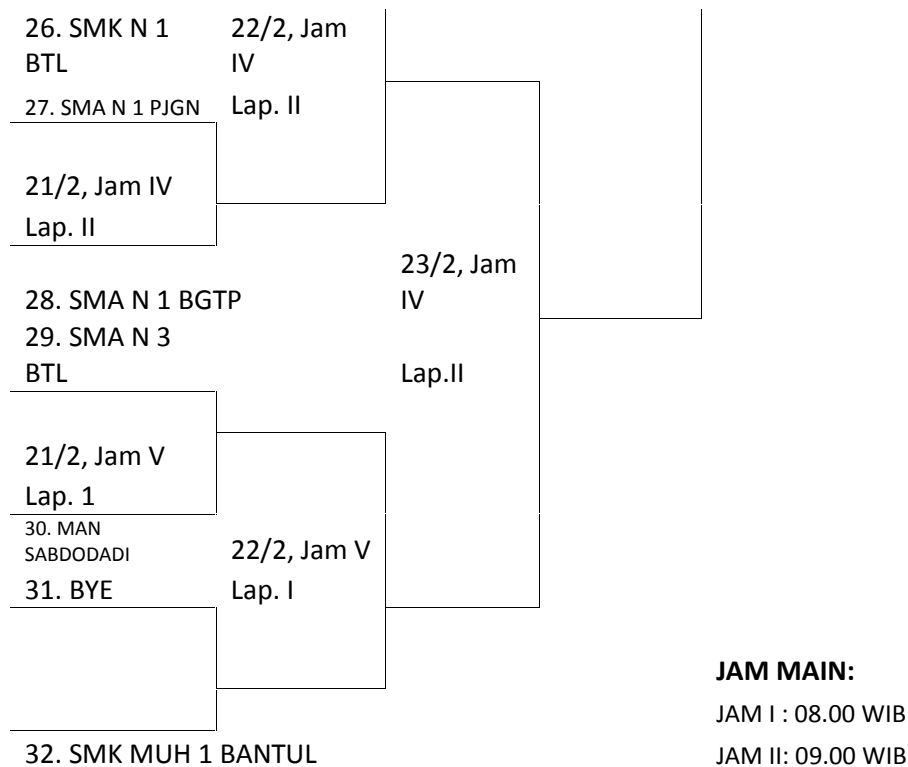 26. SMK N 1
BTL
22/2, Jam
IV
27. SMA N 1 PJGN
Lap. II
21/2, Jam IV
Lap. II
23/2, Jam
IV
28. SMA N 1 BGTP
29. SMA N 3
BTL
Lap.II
21/2, Jam V
Lap. 1
30. MAN
SABDODADI
22/2, Jam V
31. BYE
Lap. I
JAM MAIN:
JAM I : 08.00 WIB
32. SMK MUH 1 BANTUL
JAM II: 09.00 WIB